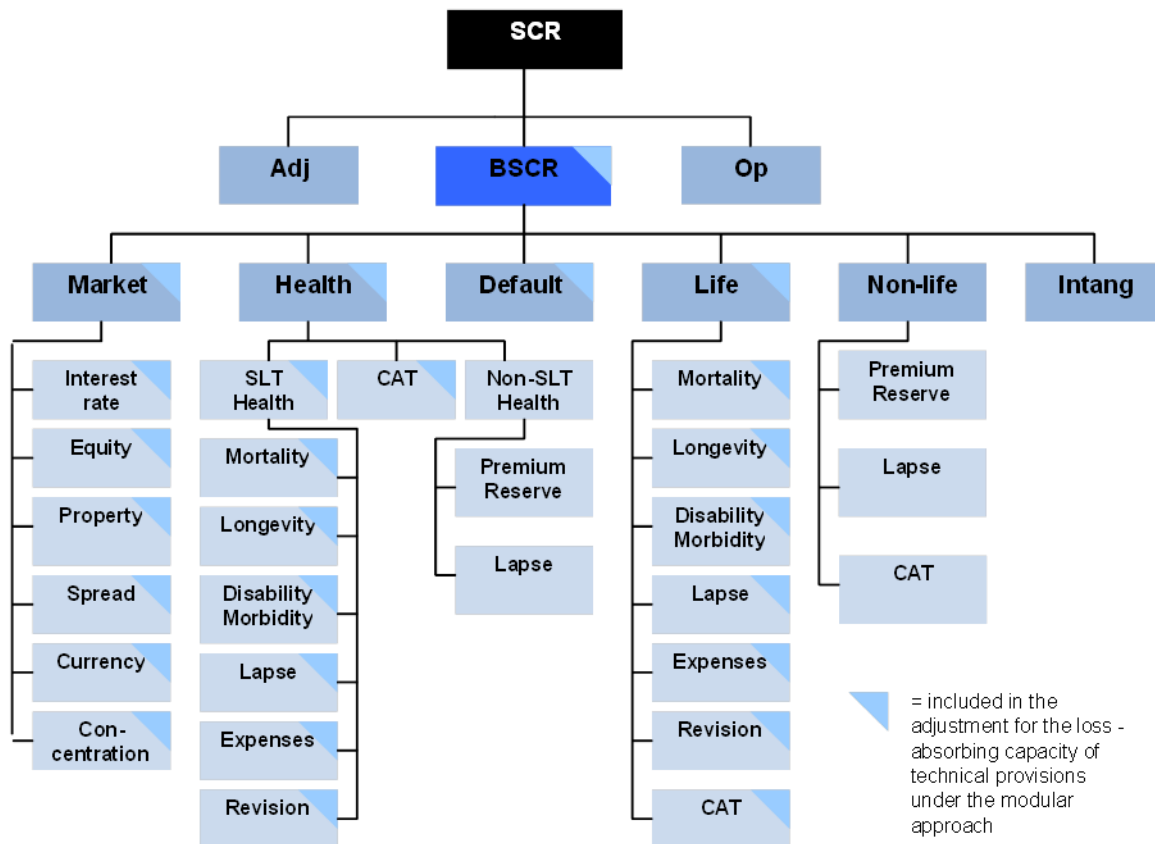 SCR
Adj
BSCR
Op
Market
Health
Default
Life
Non-life
Intang
Interest
rate
Equity
Property
Spread
Currency
Con-
centration
SLT
Health
CAT
Non-SLT
Health
Mortality
Longevity
Disability
Morbidity
Lapse
Expenses
Revision
Premium
Reserve
Lapse
Mortality
Longevity
Disability
Morbidity
Lapse
Expenses
Revision
CAT
Premium
Reserve
Lapse
CAT
= included in the
adjustment for the loss -
absorbing capacity of
technical provisions
under the modular
approach